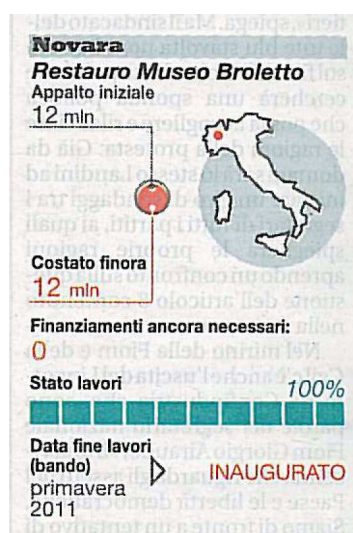 Novara
Restauro Museo Broletto
Appalto iniziale
12 mln
Costato finora
12 mln
Finanziamenti ancora necessari:
0
Stato lavori 100%
Data fine lavori
(bando)
primavera
2011
INAUGURATO